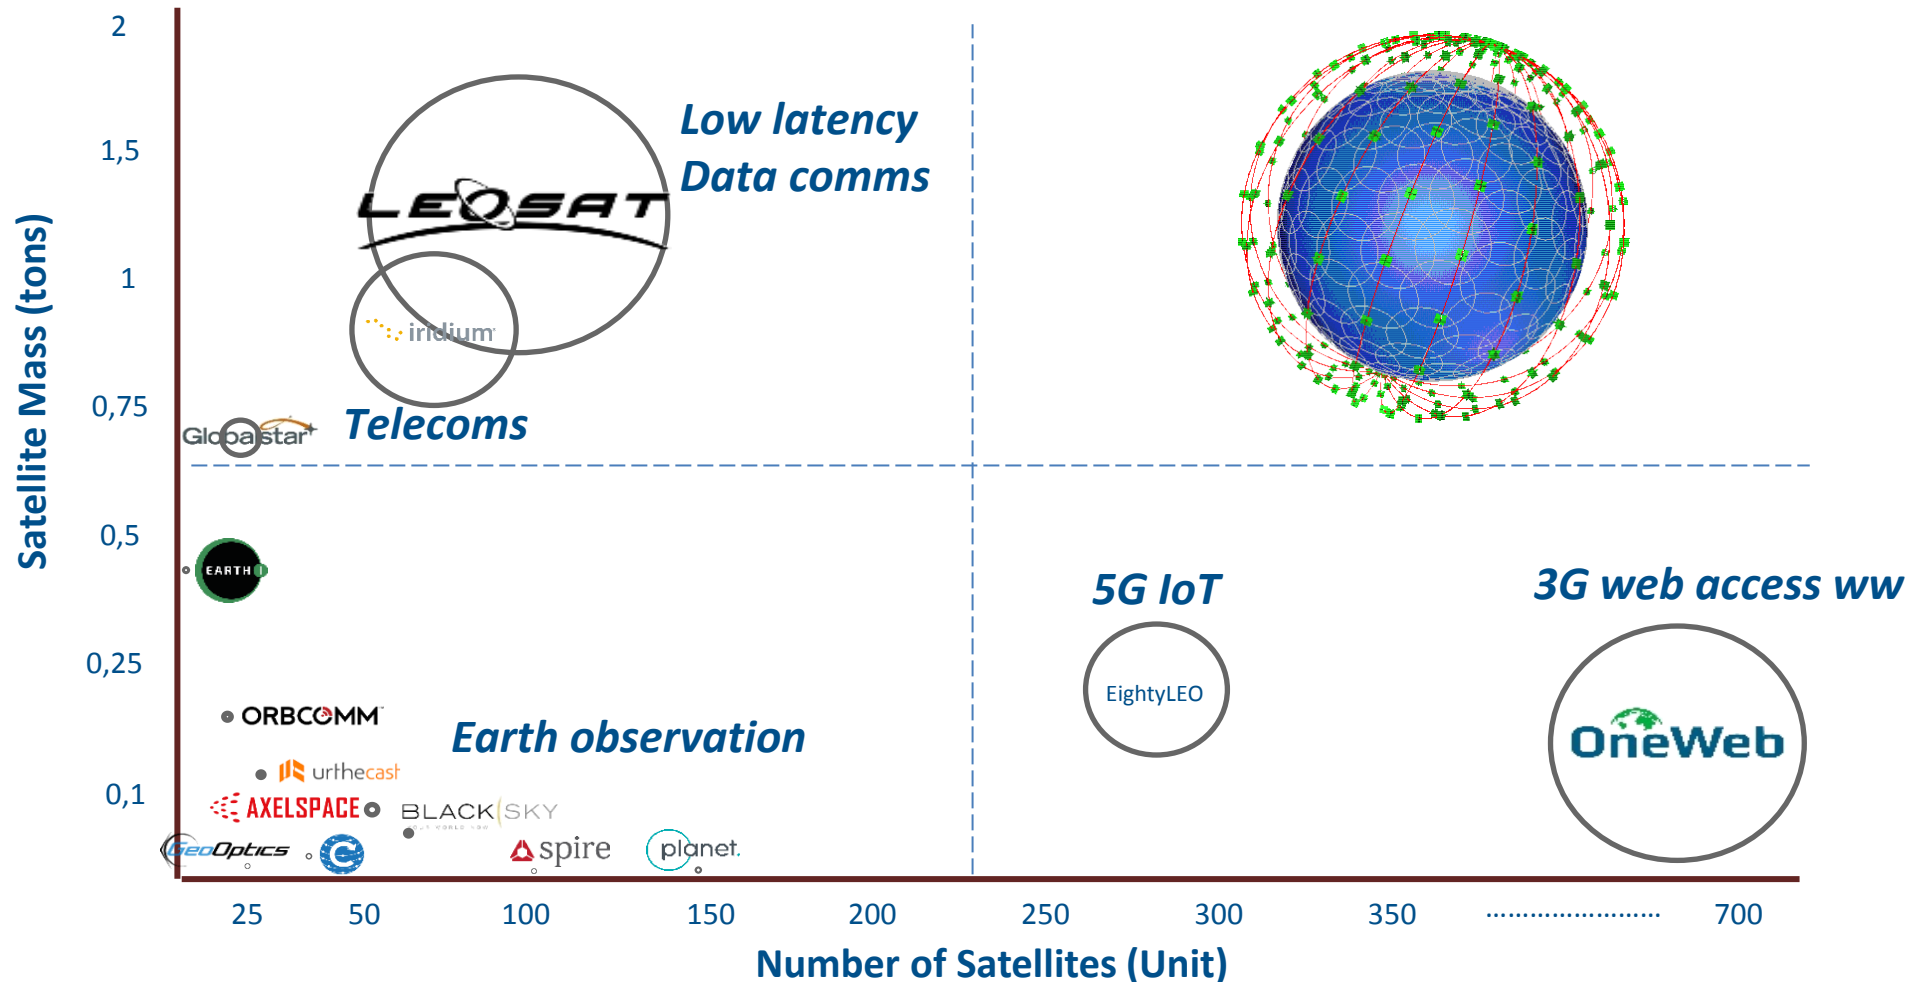 2
1,5
1
0,75
0,5
0,25
0,1
Satellite Mass (tons)
Low latency
Data comms
LEOSAT
iridium
Globalstar
Telecoms
EARTH i
5G IoT
3G web access ww
EightyLEO
OneWeb
ORBCOMM
Earth observation
urthecast
AXELSPACE
BLACK SKY
GeoOptics
C
spire
planet.
25
50
100
150
200
250
300
350
........................
700
Number of Satellites (Unit)